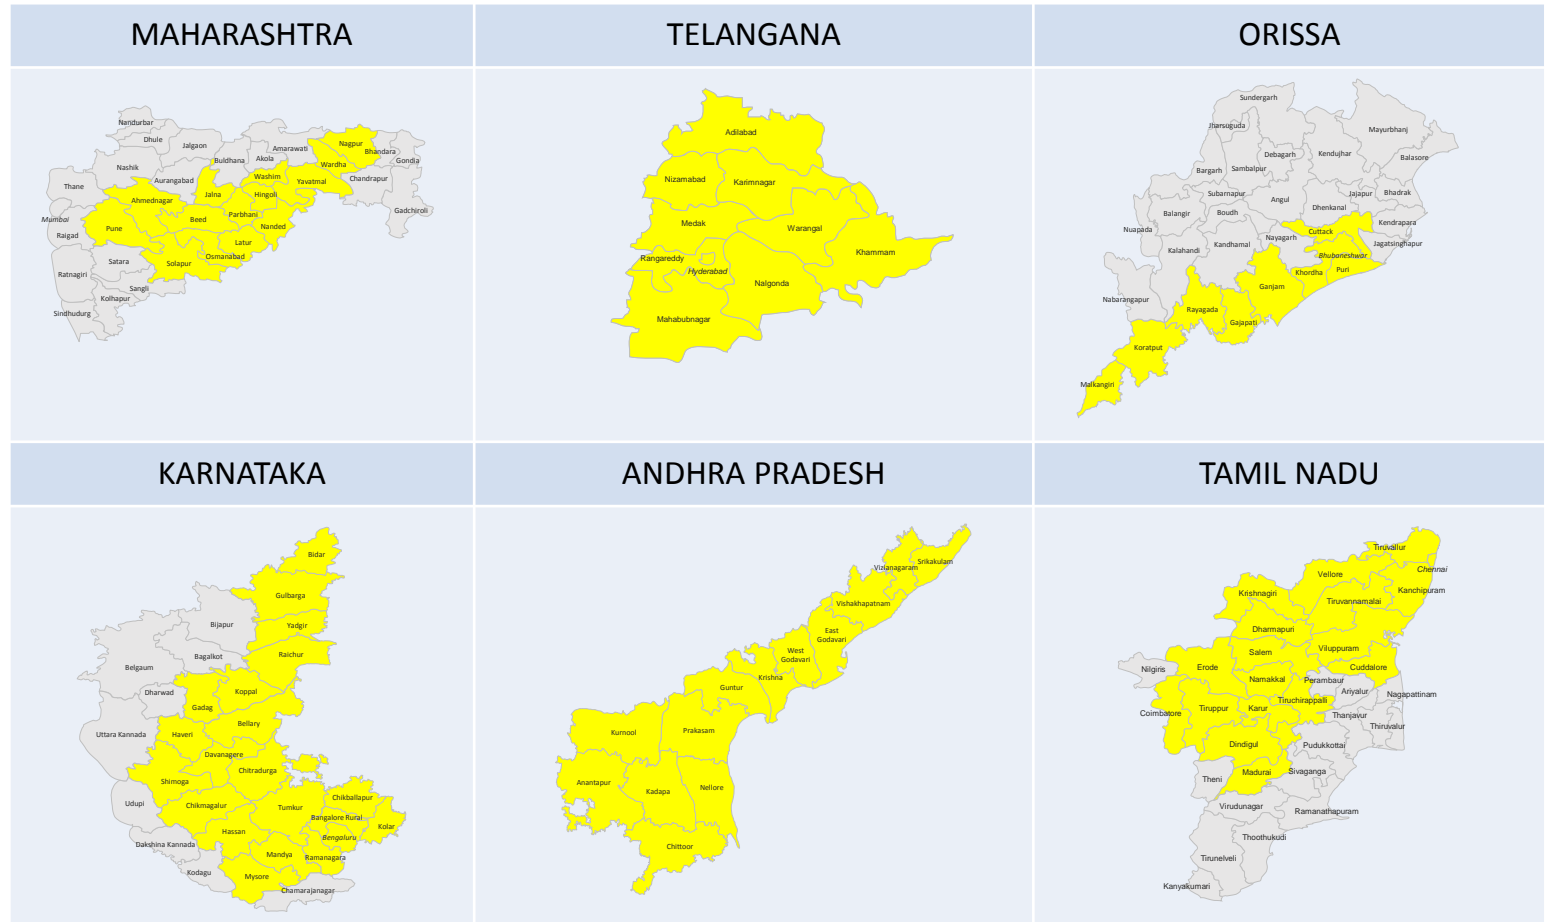 MAHARASHTRA
TELANGANA
ORISSA
Nandurbar
Dhule
Jalgaon
Nashik
Buldhana
Akola
Amarawati
Nagpur
Bhandara
Gondia
Wardha
Washim
Yavatmal
Chandrapur
Aurangabad
Thane
Jalna
Hingoli
Ahmednagar
Gadchiroli
Mumbai
Beed
Parbhani
Nanded
Pune
Raigad
Latur
Osmanabad
Satara
Solapur
Ratnagiri
Sangli
Kolhapur
Sindhudurg
Adilabad
Nizamabad
Karimnagar
Medak
Warangal
Khammam
Rangareddy
Hyderabad
Nalgonda
Mahabubnagar
Sundergarh
Jharsuguda
Mayurbhanj
Debagarh
Kendujhar
Balasore
Bargarh
Sambalpur
Subarnapur
Angul
Jajapur
Bhadrak
Dhenkanal
Balangir
Boudh
Kendrapara
Nuapada
Cuttack
Nayagarh
Jagatsinghapur
Kalahandi
Kandhamal
Bhubaneshwar
Khordha
Puri
Ganjam
Nabarangapur
Rayagada
Gajapati
Koratput
Malkangiri
KARNATAKA
ANDHRA PRADESH
TAMIL NADU
Bidar
Gulbarga
Bijapur
Yadgir
Bagalkot
Raichur
Belgaum
Dharwad
Koppal
Gadag
Bellary
Uttara Kannada
Haveri
Davanagere
Chitradurga
Shimoga
Udupi
Chikmagalur
Tumkur
Chikballapur
Bangalore Rural
Kolar
Hassan
Bengaluru
Dakshina Kannada
Mandya
Ramanagara
Kodagu
Mysore
Chamarajanagar
Srikakulam
Vizianagaram
Vishakhapatnam
East
Godavari
West
Godavari
Krishna
Guntur
Kurnool
Prakasam
Anantapur
Kadapa
Nellore
Chittoor
Tiruvallur
Chennai
Vellore
Kanchipuram
Krishnagiri
Tiruvannamalai
Dharmapuri
Salem
Viluppuram
Nilgiris
Erode
Cuddalore
Namakkal
Perambaur
Ariyalur
Nagapattinam
Tiruchirappalli
Coimbatore
Tiruppur
Karur
Thanjavur
Thiruvalur
Dindigul
Pudukkottai
Theni
Madurai
Sivaganga
Virudunagar
Ramanathapuram
Thoothukudi
Tirunelveli
Kanyakumari